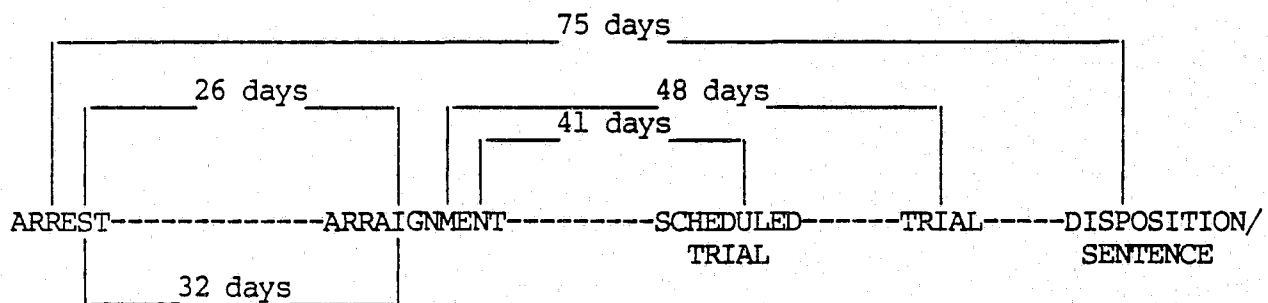 75 days
26 days 48 days
41 days
ARREST-------------ARRAIGNMENT---------SCHEDULED------TRIAL-----DISPOSITION/
TRIAL SENTENCE
32 days